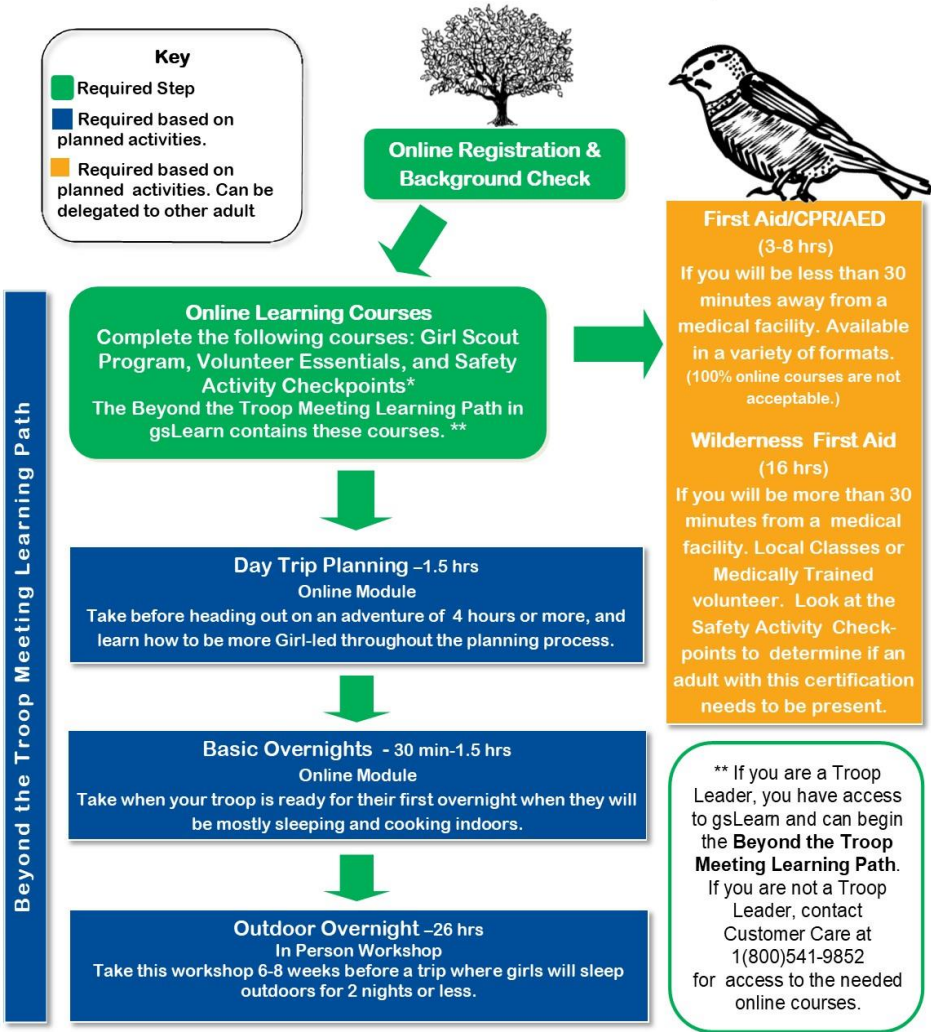 Key
Required Step
Required based on
planned activities.
Required based on
planned activities. Can be
delegated to other adult
Online Registration &
Background Check
Online Learning Courses
Complete the following courses: Girl Scout
Program, Volunteer Essentials, and Safety
Activity Checkpoints*
The Beyond the Troop Meeting Learning Path in
gsLearn contains these courses. **
First Aid/CPR/AED
(3-8 hrs)
If you will be less than 30
minutes away from a
medical facility. Available
in a variety of formats.
(100% online courses are not
acceptable.)
Wilderness First Aid
(16 hrs)
If you will be more than 30
minutes from a medical
facility. Local Classes or
Medically Trained
volunteer. Look at the
Safety Activity Check-
points to determine if an
adult with this certification
needs to be present.
Beyond the Troop Meeting Learning Path
Day Trip Planning –1.5 hrs
Online Module
Take before heading out on an adventure of 4 hours or more, and
learn how to be more Girl-led throughout the planning process.
Basic Overnights - 30 min-1.5 hrs
Online Module
Take when your troop is ready for their first overnight when they will
be mostly sleeping and cooking indoors.
Outdoor Overnight –26 hrs
In Person Workshop
Take this workshop 6-8 weeks before a trip where girls will sleep
outdoors for 2 nights or less.
** If you are a Troop
Leader, you have access
to gsLearn and can begin
the Beyond the Troop
Meeting Learning Path.
If you are not a Troop
Leader, contact
Customer Care at
1(800)541-9852
for access to the needed
online courses.